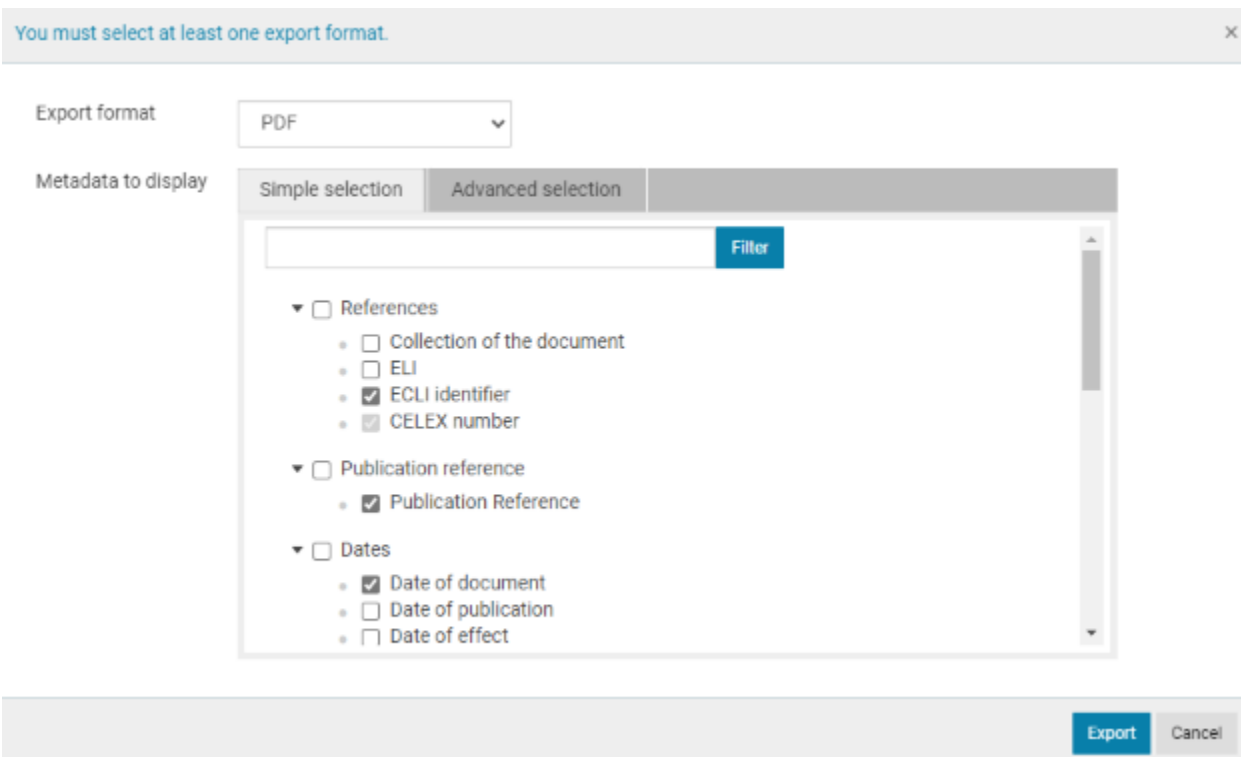 You must select at least one export format.
Export format
PDF
Metadata to display
Simple selection
Advanced selection
Filter
References
Collection of the document
ELI
ECLI identifier
CELEX number
Publication reference
Publication Reference
Dates
Date of document
Date of publication
Date of effect
Export
Cancel